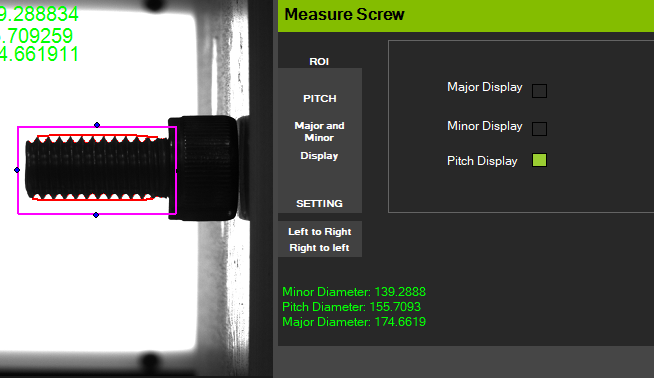 9.288834
5.709259
4.661911
Measure Screw
ROI
PITCH
Major and
Minor
Display
SETTING
Left to Right
Right to left
Major Display
Minor Display
Pitch Display
Minor Diameter: 139.2888
Pitch Diameter: 155.7093
Major Diameter: 174.6619